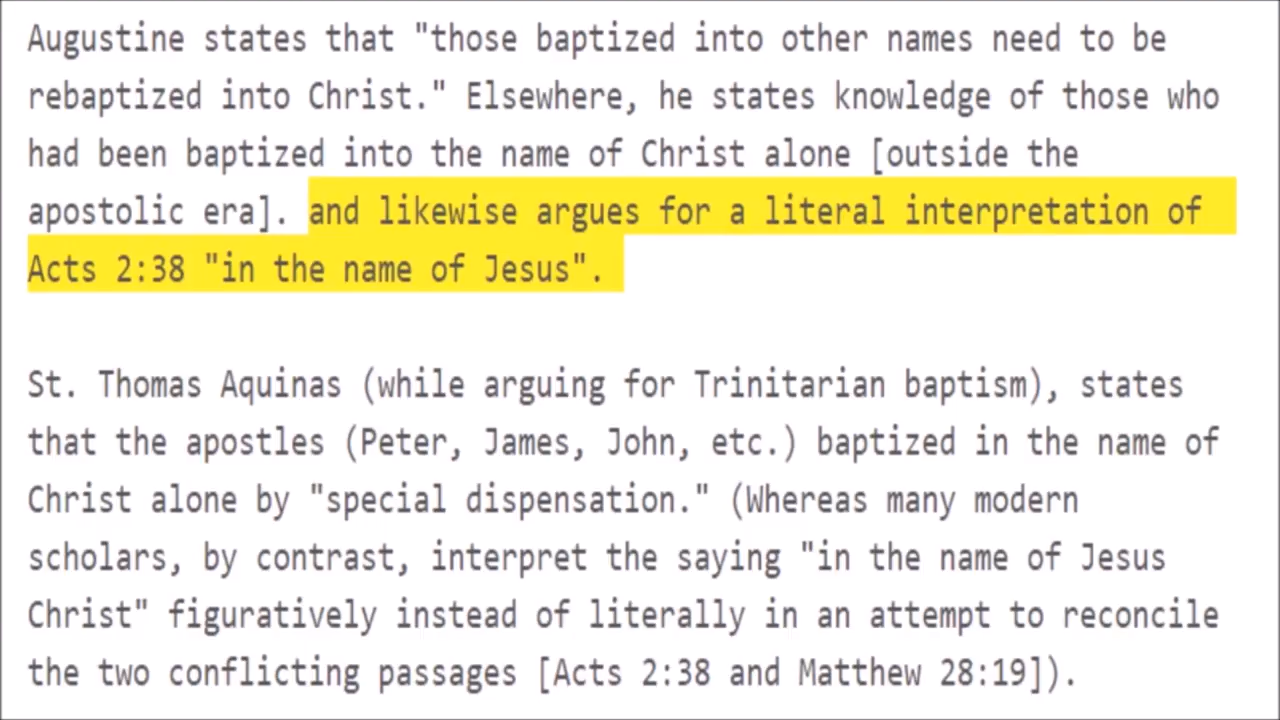 Augustine states that "those baptized into other names need to be
rebaptized into Christ." Elsewhere, he states knowledge of those who
had been baptized into the name of Christ alone [outside the
apostolic era]. and likewise argues for a literal interpretation of
Acts 2:38 "in the name of Jesus".
St. Thomas Aquinas (while arguing for Trinitarian baptism), states
that the apostles (Peter, James, John, etc.) baptized in the name of
Christ alone by "special dispensation." (Whereas many modern
scholars, by contrast, interpret the saying "in the name of Jesus
Christ" figuratively instead of literally in an attempt to reconcile
the two conflicting passages [Acts 2:38 and Matthew 28:19]).